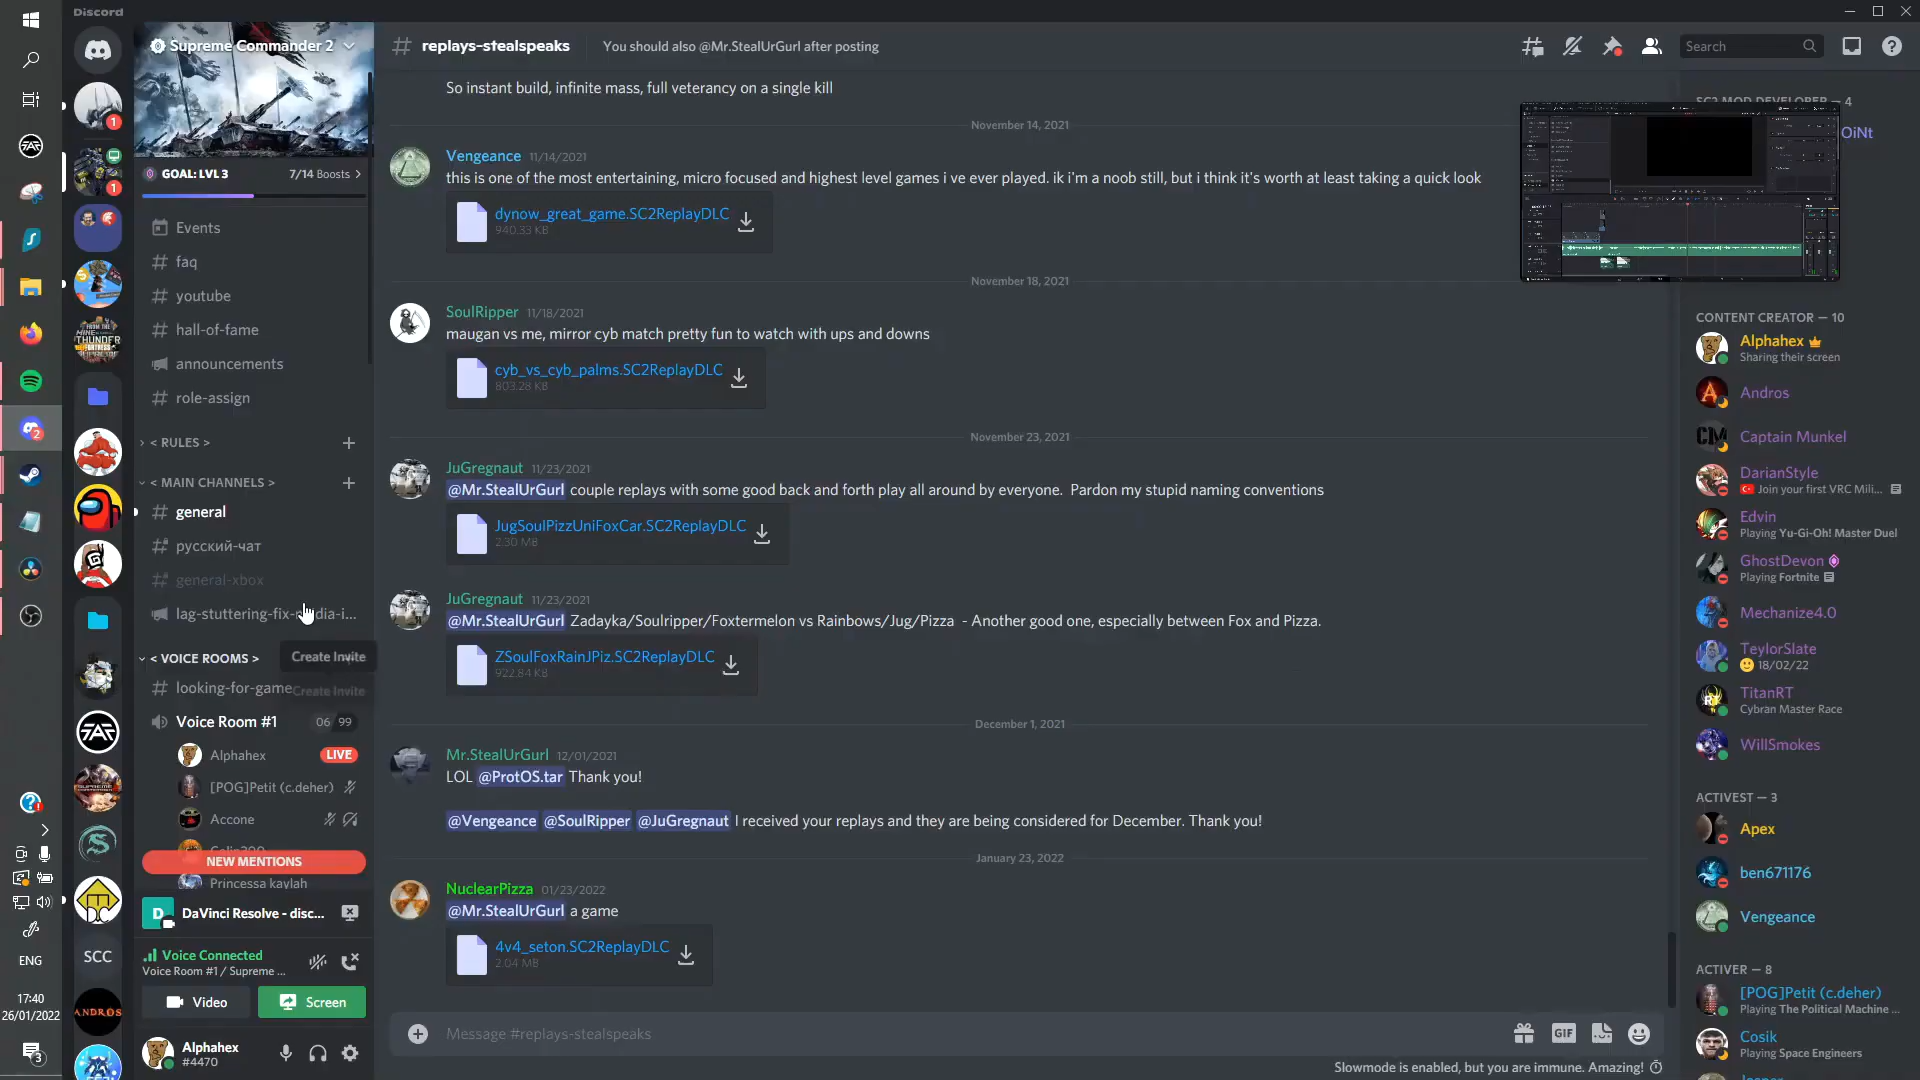 Discord
Supreme Commander 2
GOAL: LVL 3
7/14 Boosts
Events
faq
youtube
hall-of-fame
announcements
role-assign
< RULES >
< MAIN CHANNELS >
general
русский-чат
general-xbox
lag-stuttering-fix-n dia-i...
< VOICE ROOMS >
Create Invite
looking-for-game
Create Invite
Voice Room #1
06 99
Alphahex
LIVE
[POG]Petit (c.deher)
Accone
NEW MENTIONS
Princessa kaylah
DaVinci Resolve - disc...
Voice Connected
Voice Room #1 / Supreme ...
Video
Screen
Alphahex
#4470
SCC
ANDROS
ENG
17:40
26/01/2022
3
replays-stealspeaks
You should also @Mr.StealUrGurl after posting
Search
So instant build, infinite mass, full veterancy on a single kill
November 14, 2021
Vengeance 11/14/2021
this is one of the most entertaining, micro focused and highest level games i ve ever played. ik i'm a noob still, but i think it's worth at least taking a quick look
dynow_great_game.SC2ReplayDLC
940.33 KB
November 18, 2021
SoulRipper 11/18/2021
maugan vs me, mirror cyb match pretty fun to watch with ups and downs
cyb_vs_cyb_palms.SC2ReplayDLC
803.28 KB
November 23, 2021
JuGregnaut 11/23/2021
@Mr.StealUrGurl couple replays with some good back and forth play all around by everyone. Pardon my stupid naming conventions
JugSoulPizzUniFoxCar.SC2ReplayDLC
2.30 MB
JuGregnaut 11/23/2021
@Mr.StealUrGurl Zadayka/Soulripper/Foxtermelon vs Rainbows/Jug/Pizza - Another good one, especially between Fox and Pizza.
ZSoulFoxRainJPiz.SC2ReplayDLC
922.84 KB
December 1, 2021
Mr.StealUrGurl 12/01/2021
LOL @ProtOS.tar Thank you!
@Vengeance @SoulRipper @JuGregnaut I received your replays and they are being considered for December. Thank you!
January 23, 2022
NuclearPizza 01/23/2022
@Mr.StealUrGurl a game
4v4_seton.SC2ReplayDLC
2.04 MB
Message #replays-stealspeaks
GIF
Slowmode is enabled, but you are immune. Amazing!
SC2 MOD DEVELOPER — 4
OiNt
CONTENT CREATOR — 10
Alphahex
Sharing their screen
Andros
Captain Munkel
DarianStyle
Join your first VRC Mili...
Edvin
Playing Yu-Gi-Oh! Master Duel
GhostDevon
Playing Fortnite
Mechanize4.0
TeylorSlate
18/02/22
TitanRT
Cybran Master Race
WillSmokes
ACTIVEST — 3
Apex
ben671176
Vengeance
ACTIVER — 8
[POG]Petit (c.deher)
Playing The Political Machine ...
Cosik
Playing Space Engineers